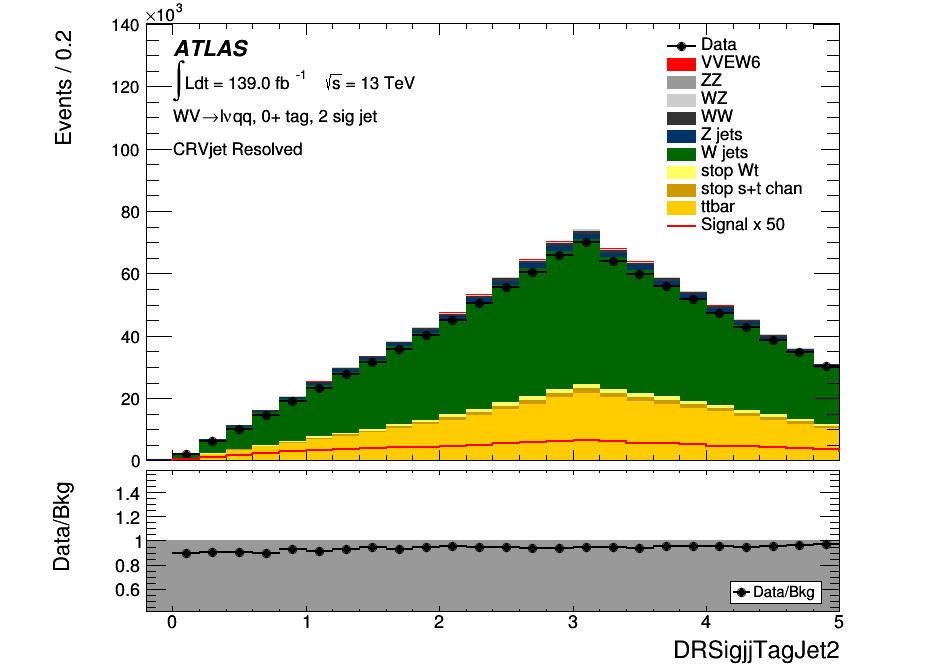 ×10³
140
120
100
80
60
40
20
0
Events / 0.2
ATLAS
∫Ldt = 139.0 fb⁻¹ √s = 13 TeV
WV→lνqq, 0+ tag, 2 sig jet
CRVjet Resolved
Data
VVEW6
ZZ
WZ
WW
Z jets
W jets
stop Wt
stop s+t chan
ttbar
Signal x 50
Data/Bkg
1.4
1.2
1
0.8
0.6
Data/Bkg
0 1 2 3 4 5
DRSigjjTagJet2